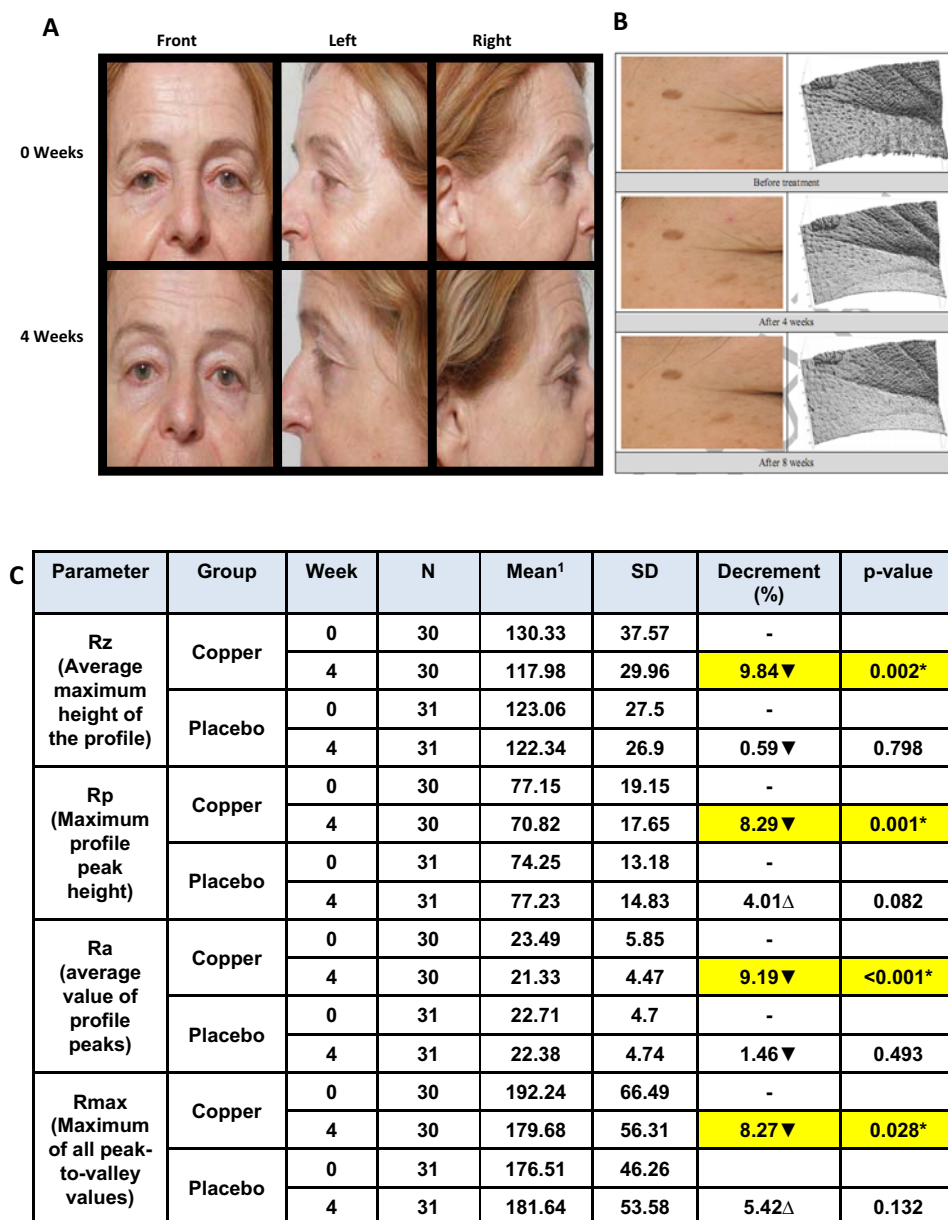 A
Front Left Right
0 Weeks
4 Weeks
B
Before treatment
After 4 weeks
After 8 weeks
C
Parameter Group Week N Mean¹ SD Decrement (%) p-value
Rz
(Average
maximum
height of
the profile)
Copper
0 30 130.33 37.57 -
4 30 117.98 29.96 9.84▼ 0.002*
Placebo
0 31 123.06 27.5 -
4 31 122.34 26.9 0.59▼ 0.798
Rp
(Maximum
profile
peak
height)
Copper
0 30 77.15 19.15 -
4 30 70.82 17.65 8.29▼ 0.001*
Placebo
0 31 74.25 13.18 -
4 31 77.23 14.83 4.01∆ 0.082
Ra
(average
value of
profile
peaks)
Copper
0 30 23.49 5.85 -
4 30 21.33 4.47 9.19▼ <0.001*
Placebo
0 31 22.71 4.7 -
4 31 22.38 4.74 1.46▼ 0.493
Rmax
(Maximum
of all peak-
to-valley
values)
Copper
0 30 192.24 66.49 -
4 30 179.68 56.31 8.27▼ 0.028*
Placebo
0 31 176.51 46.26
4 31 181.64 53.58 5.42∆ 0.132